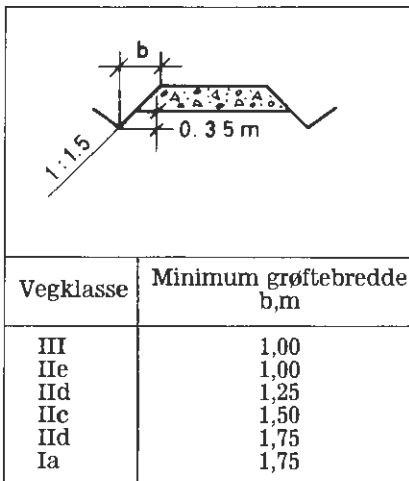 b
0.35m
1:1.5
Vegklasse
Minimum grøftebredde
b,m
III 1,00
IIe 1,00
IId 1,25
IIc 1,50
IId 1,75
Ia 1,75